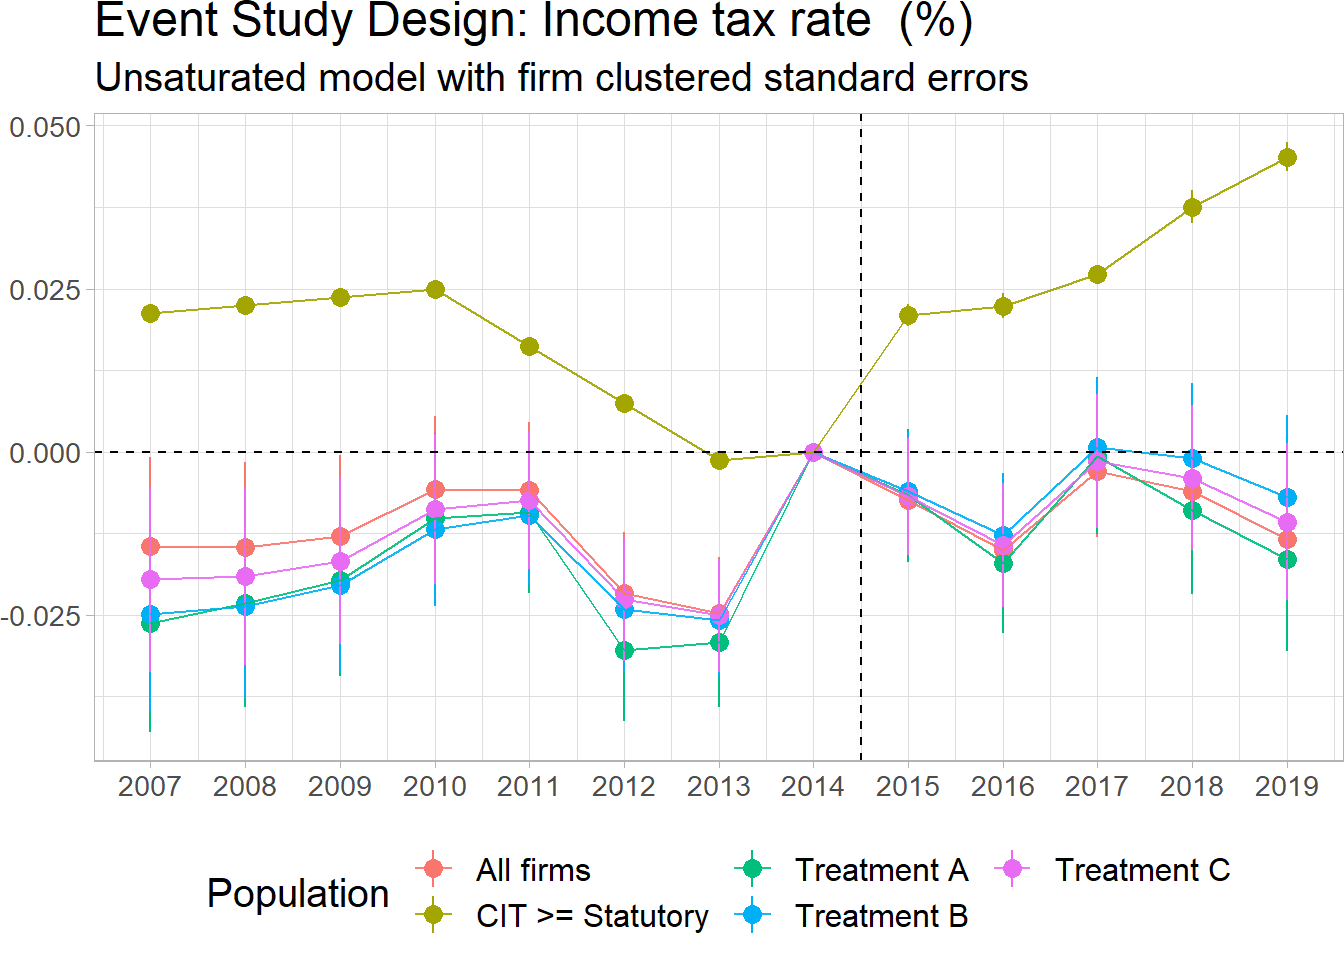 Event Study Design: Income tax rate  (%)
Unsaturated model with firm clustered standard errors
0.050
0.025
0.000
-0.025
2007 2008 2009 2010 2011 2012 2013 2014 2015 2016 2017 2018 2019
Population
All firms
CIT >= Statutory
Treatment A
Treatment B
Treatment C